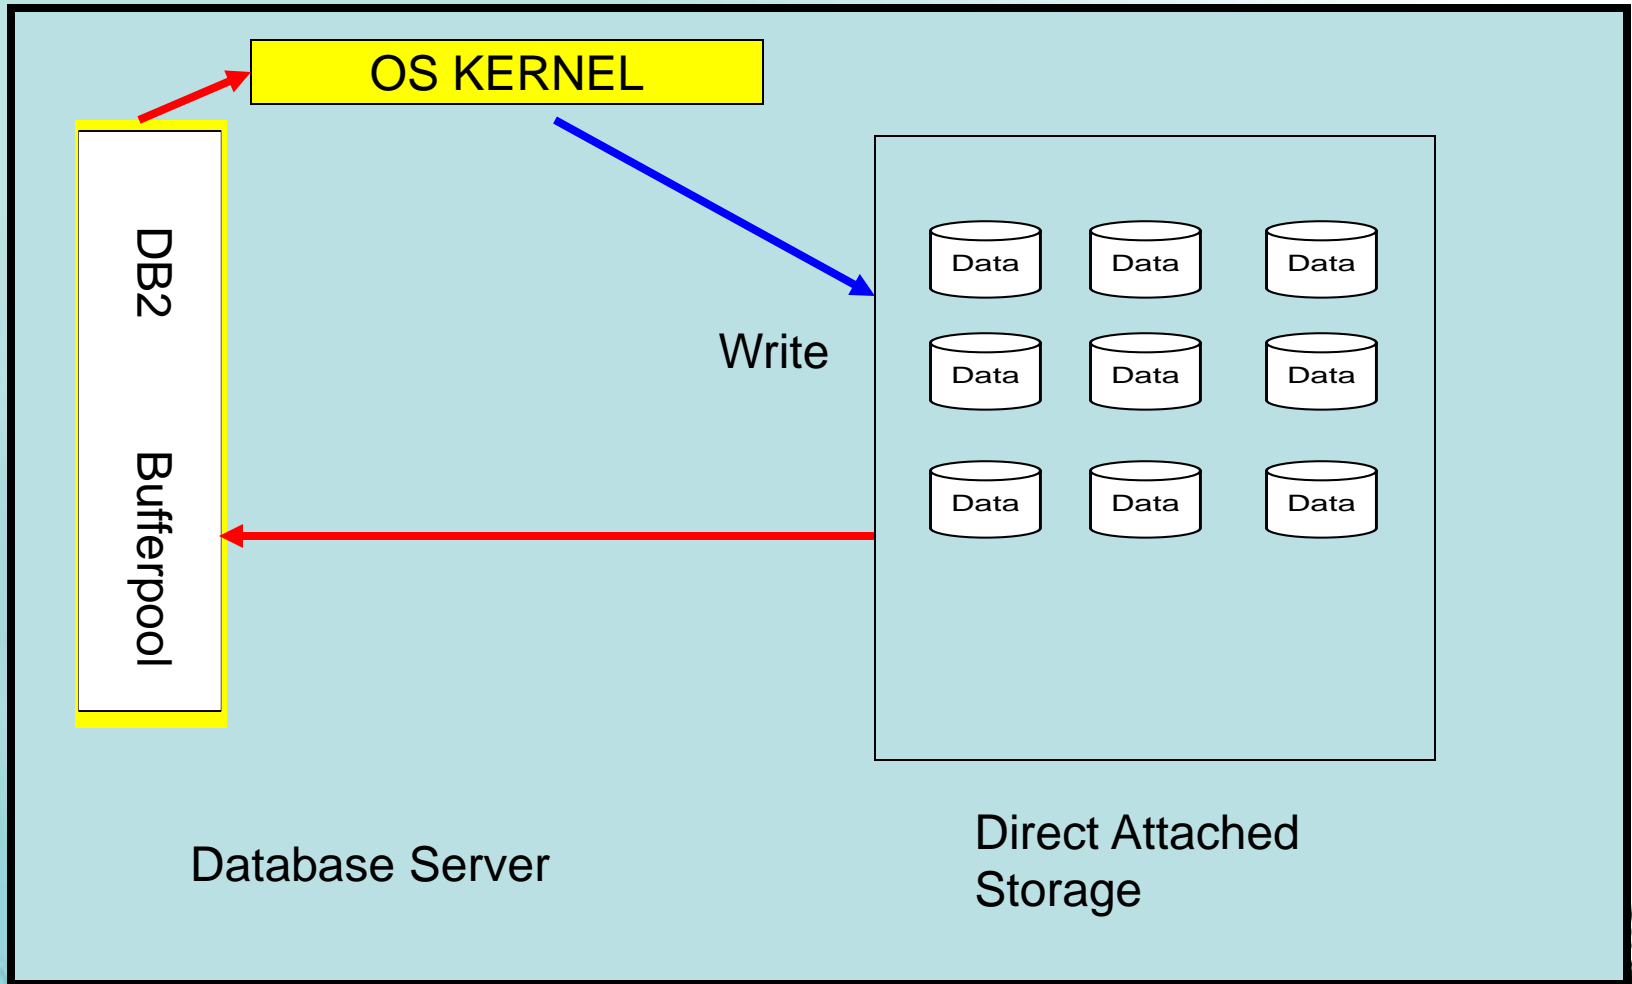 OS KERNEL
DB2 Bufferpool
Data Data Data
Write
Data Data Data
Data Data Data
Database Server
Direct Attached
Storage